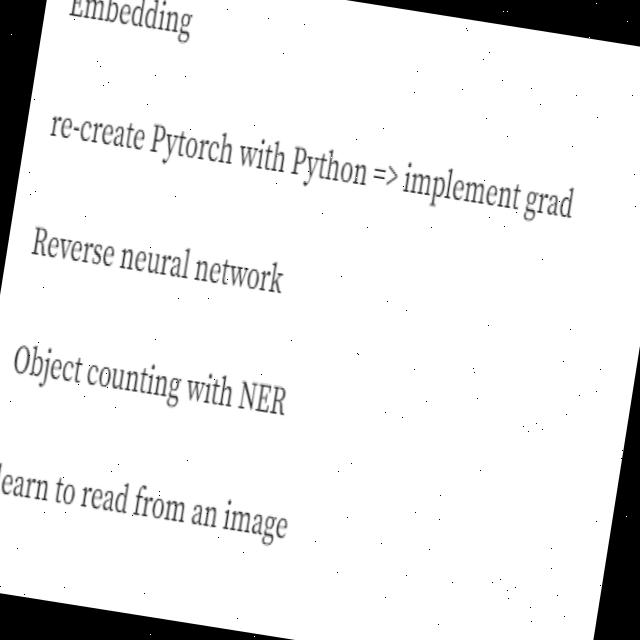 Embedding
re-create Pytorch with Python => implement grad
Reverse neural network
Object counting with NER
learn to read from an image